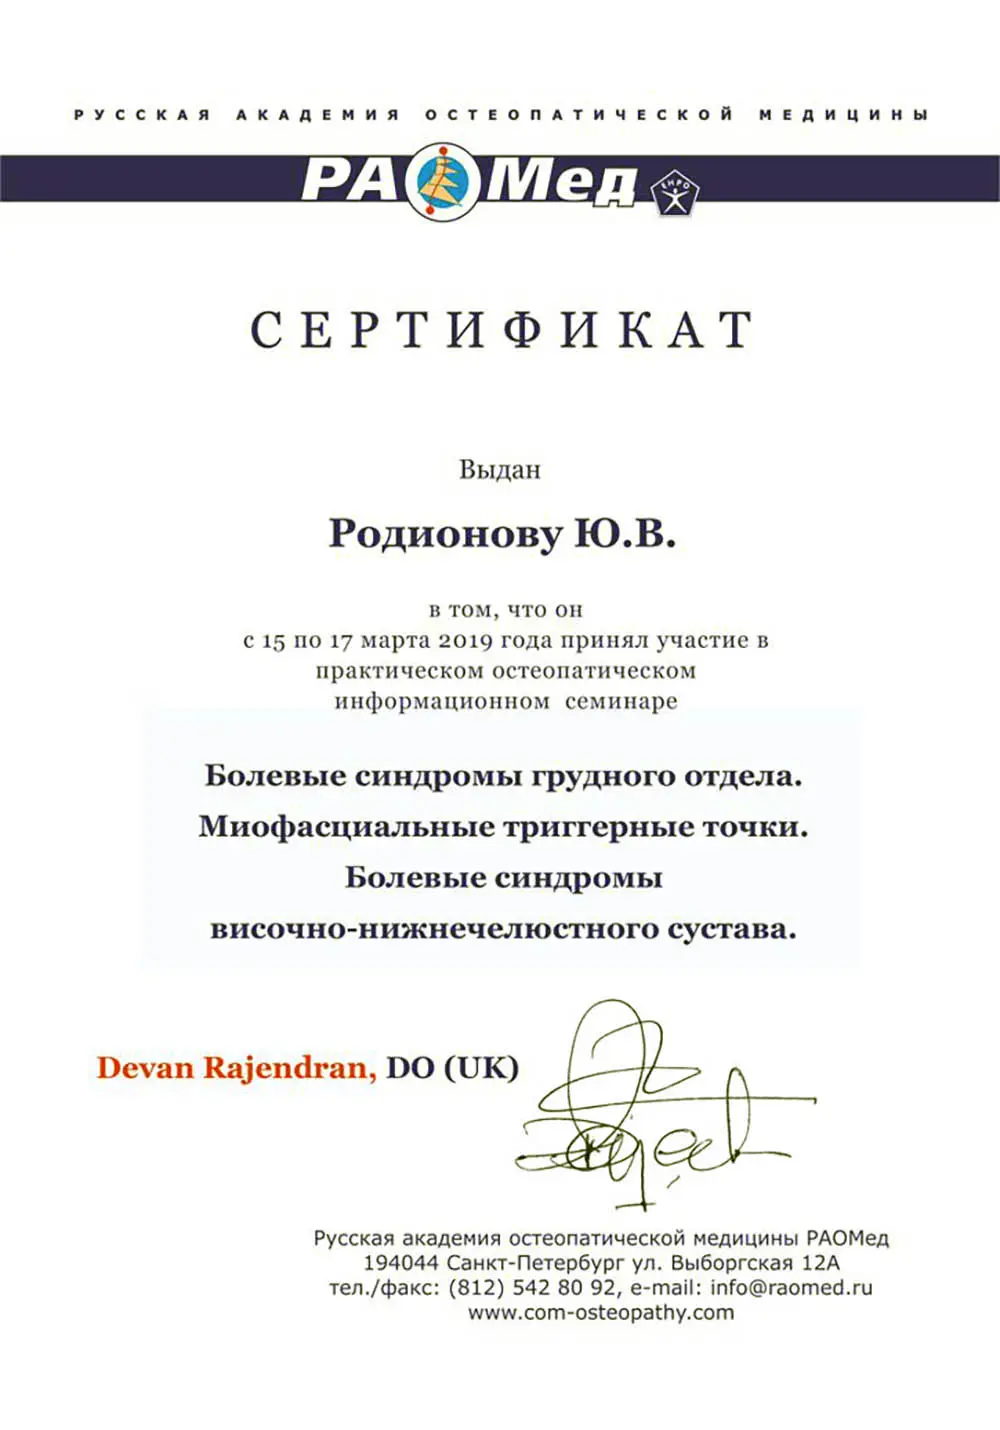 РУССКАЯ АКАДЕМИЯ ОСТЕОПАТИЧЕСКОЙ МЕДИЦИНЫ
РАОМед
ЕНРО
СЕРТИФИКАТ
Выдан
Родионову Ю.В.
в том, что он
с 15 по 17 марта 2019 года принял участие в
практическом остеопатическом
информационном семинаре
Болевые синдромы грудного отдела.
Миофасциальные триггерные точки.
Болевые синдромы
височно-нижнечелюстного сустава.
Devan Rajendran, DO (UK)
Русская академия остеопатической медицины РАОМед
194044 Санкт-Петербург ул. Выборгская 12А
тел./факс: (812) 542 80 92, e-mail: info@raomed.ru
www.com-osteopathy.com